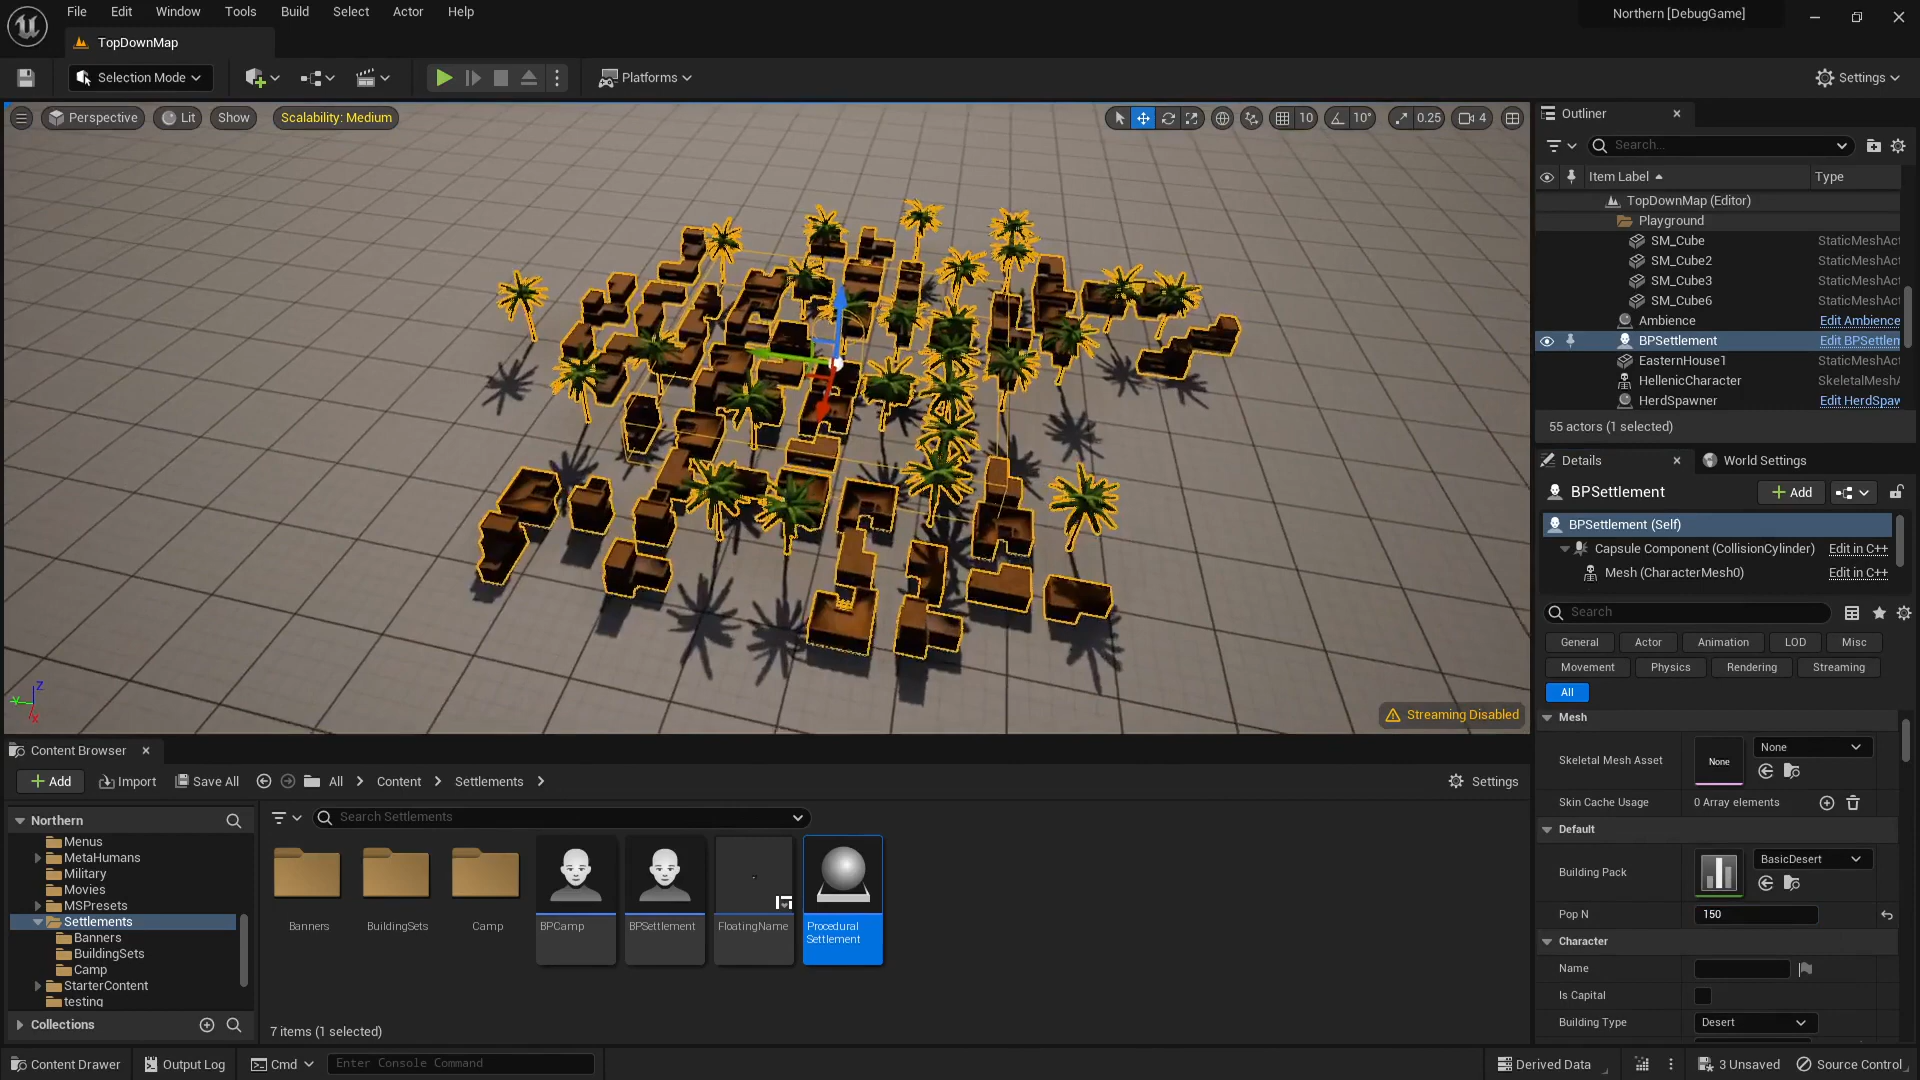 File Edit Window Tools Build Select Actor Help
Northern [DebugGame]
TopDownMap
Selection Mode
Platforms
Settings
Perspective Lit Show Scalability: Medium
10 10° 0.25 4
Outliner
Search...
Item Label Type
TopDownMap (Editor)
Playground
SM_Cube StaticMeshAct
SM_Cube2 StaticMeshAct
SM_Cube3 StaticMeshAct
SM_Cube6 StaticMeshAct
Ambience Edit Ambience
BPSettlement Edit BPSettlem
EasternHouse1 StaticMeshAct
HellenicCharacter SkeletalMeshA
HerdSpawner Edit HerdSpaw
55 actors (1 selected)
Details World Settings
BPSettlement Add
BPSettlement (Self)
Capsule Component (CollisionCylinder) Edit in C++
Mesh (CharacterMesh0) Edit in C++
Search
General Actor Animation LOD Misc
Movement Physics Rendering Streaming
All
Mesh
Skeletal Mesh Asset None None
Skin Cache Usage 0 Array elements
Default
Building Pack BasicDesert
Pop N 150
Character
Name
Is Capital
Building Type Desert
X
Y
Z
Streaming Disabled
Content Browser
Add Import Save All All Content Settlements Settings
Northern
Menus
MetaHumans
Military
Movies
MSPresets
Settlements
Banners
BuildingSets
Camp
StarterContent
testing
Collections
Search Settlements
Banners BuildingSets Camp BPCamp BPSettlement FloatingName Procedural
Settlement
7 items (1 selected)
Content Drawer Output Log Cmd Enter Console Command
Derived Data 3 Unsaved Source Control